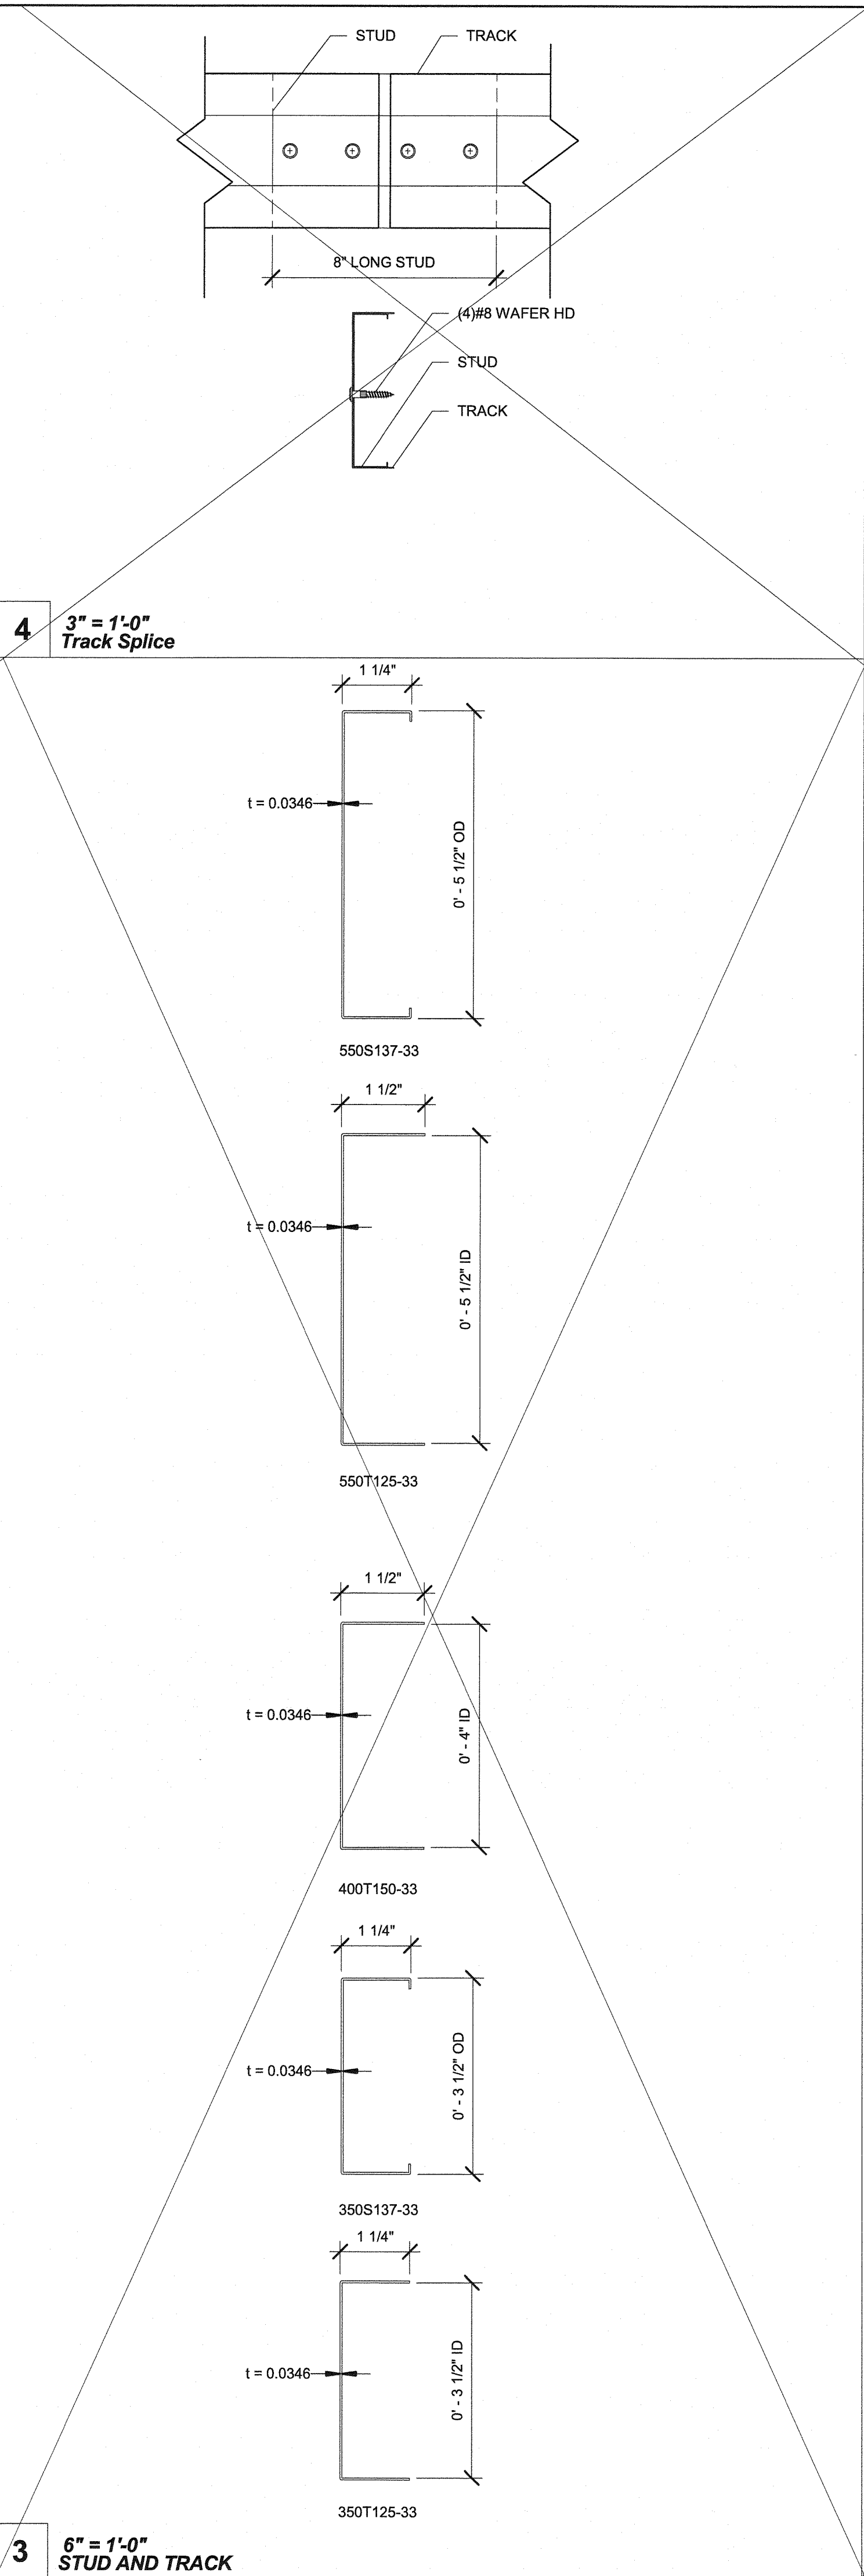 STUD
TRACK
8" LONG STUD
(4)#8 WAFER HD
STUD
TRACK
4
3" = 1'-0"
Track Splice
1 1/4"
t = 0.0346
0' - 5 1/2" OD
550S137-33
1 1/2"
t = 0.0346
0' - 5 1/2" ID
550T125-33
1 1/2"
t = 0.0346
0' - 4" ID
400T150-33
1 1/4"
t = 0.0346
0' - 3 1/2" OD
350S137-33
1 1/4"
t = 0.0346
0' - 3 1/2" ID
350T125-33
3
6" = 1'-0"
STUD AND TRACK